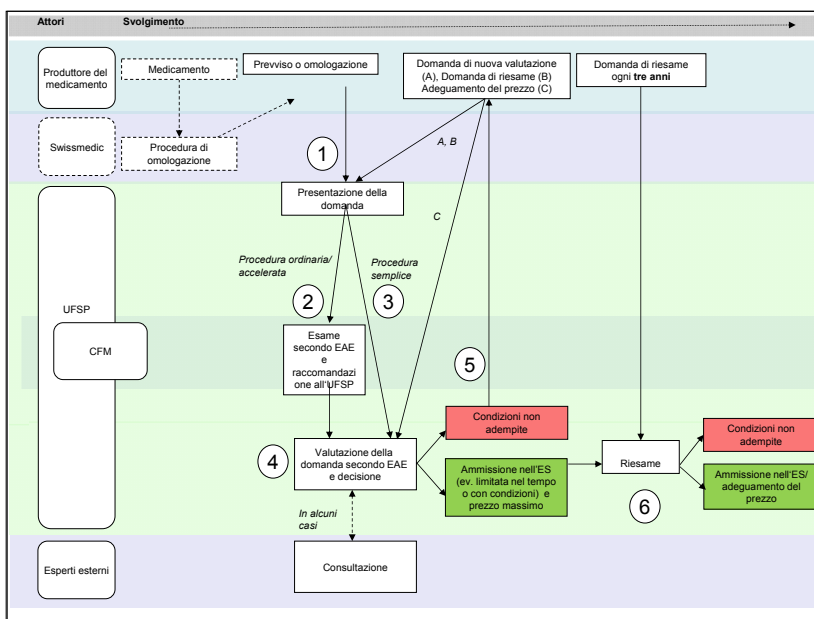 Attori
Svolgimento
Produttore del
medicamento
Medicamento
Prevviso o omologazione
Domanda di nuova valutazione
(A), Domanda di riesame (B)
Adeguamento del prezzo (C)
Domanda di riesame
ogni tre anni
Swissmedic
Procedura di
omologazione
1
A, B
Presentazione della
domanda
C
Procedura ordinaria/
accelerata
Procedura
semplice
2
3
UFSP
CFM
Esame
secondo EAE
e
raccomandazi
one all'UFSP
5
Condizioni non
adempite
Condizioni non
adempite
4
Valutazione della
domanda secondo EAE
e decisione
Ammissione nell'ES
(ev. limitata nel tempo
o con condizioni) e
prezzo massimo
Riesame
Ammissione nell'ES/
adeguamento del
prezzo
6
In alcuni
casi
Esperti esterni
Consultazione